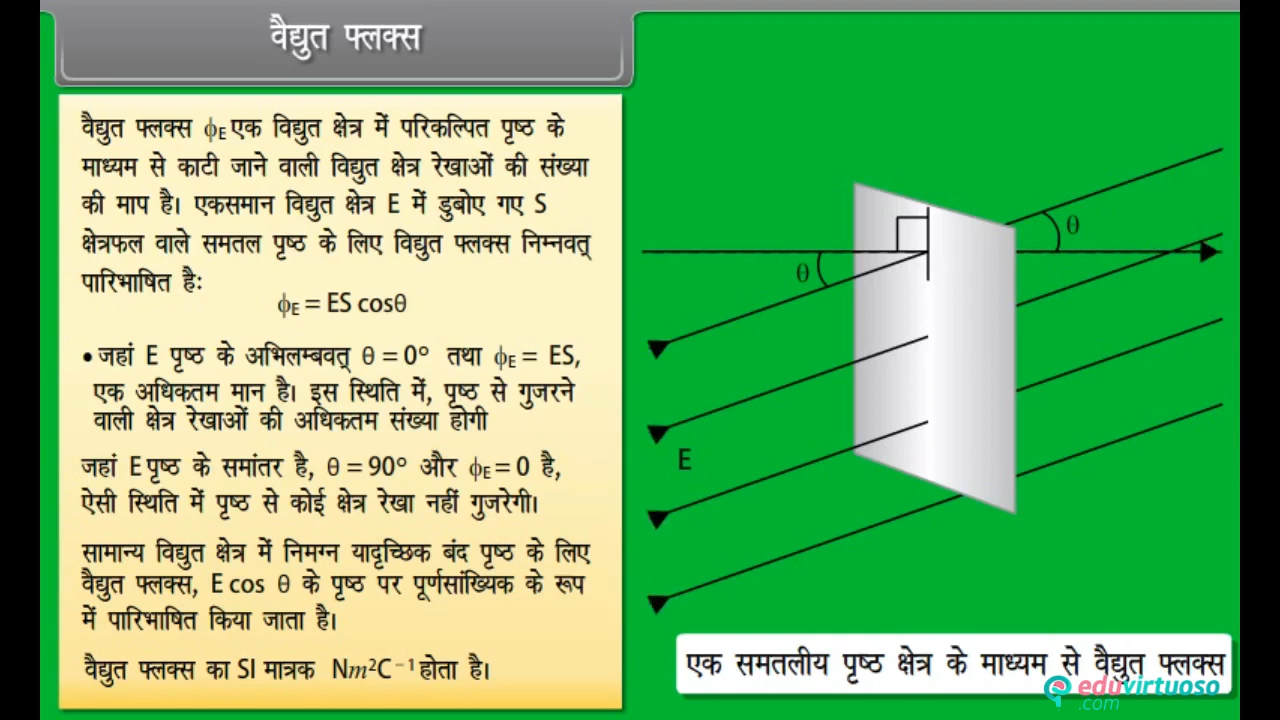 वैद्युत फ्लक्स
वैद्युत फ्लक्स ϕE एक विद्युत क्षेत्र में परिकल्पित पृष्ठ के
माध्यम से काटी जाने वाली विद्युत क्षेत्र रेखाओं की संख्या
की माप है। एकसमान विद्युत क्षेत्र E में डुबोए गए S
क्षेत्रफल वाले समतल पृष्ठ के लिए विद्युत फ्लक्स निम्नवत्
पारिभाषित हैः
ϕE = ES cosθ
• जहां E पृष्ठ के अभिलम्बवत् θ = 0° तथा ϕE = ES,
एक अधिकतम मान है। इस स्थिति में, पृष्ठ से गुजरने
वाली क्षेत्र रेखाओं की अधिकतम संख्या होगी
जहां E पृष्ठ के समांतर है, θ = 90° और ϕE = 0 है,
ऐसी स्थिति में पृष्ठ से कोई क्षेत्र रेखा नहीं गुजरेगी।
सामान्य विद्युत क्षेत्र में निमग्न यादृच्छिक बंद पृष्ठ के लिए
वैद्युत फ्लक्स, E cos θ के पृष्ठ पर पूर्णसांख्यिक के रूप
में पारिभाषित किया जाता है।
वैद्युत फ्लक्स का SI मात्रक Nm²C⁻¹ होता है।
θ
θ
E
एक समतलीय पृष्ठ क्षेत्र के माध्यम से वैद्युत फ्लक्स
eduvirtuoso
.com